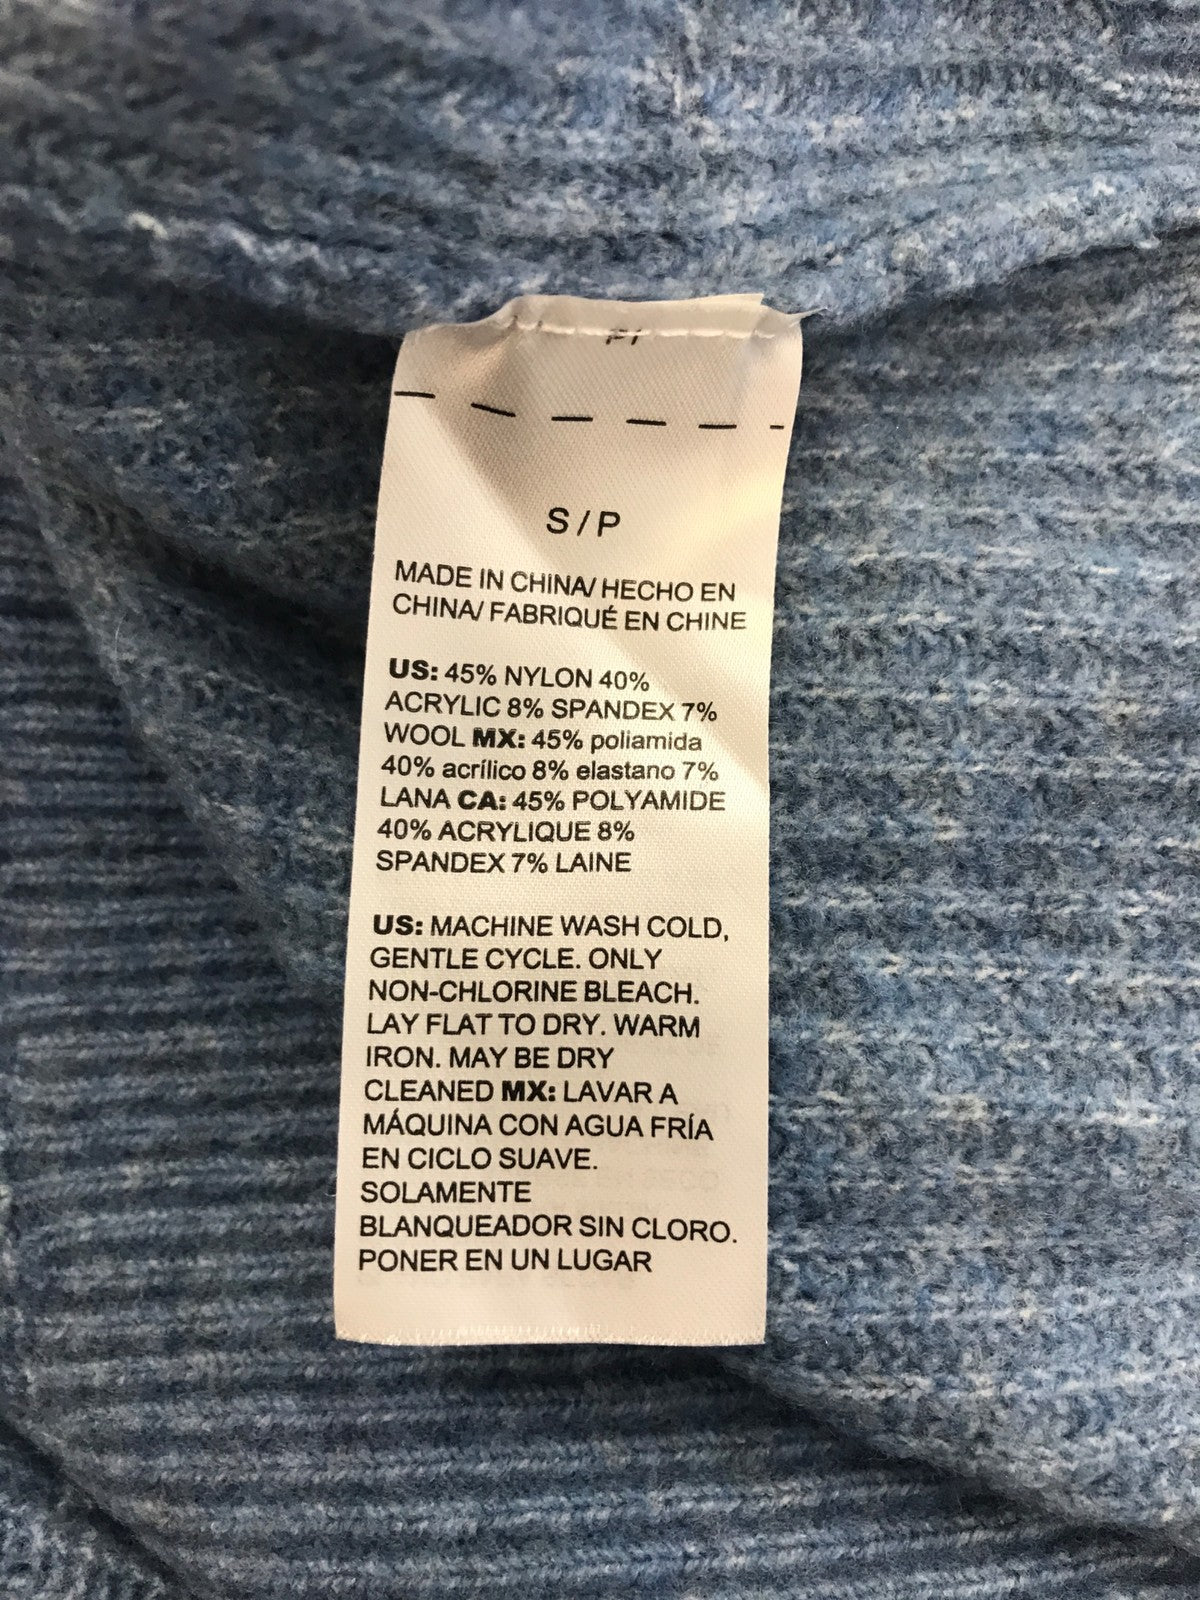 S/P
MADE IN CHINA/ HECHO EN
CHINA/ FABRIQUÉ EN CHINE
US: 45% NYLON 40%
ACRYLIC 8% SPANDEX 7%
WOOL MX: 45% poliamida
40% acrílico 8% elastano 7%
LANA CA: 45% POLYAMIDE
40% ACRYLIQUE 8%
SPANDEX 7% LAINE
US: MACHINE WASH COLD,
GENTLE CYCLE. ONLY
NON-CHLORINE BLEACH.
LAY FLAT TO DRY. WARM
IRON. MAY BE DRY
CLEANED MX: LAVAR A
MÁQUINA CON AGUA FRÍA
EN CICLO SUAVE.
SOLAMENTE
BLANQUEADOR SIN CLORO.
PONER EN UN LUGAR